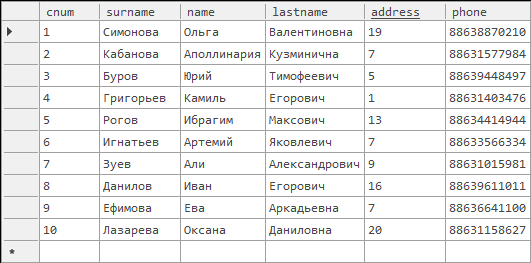 cnum surname name lastname address phone
1 Симонова Ольга Валентиновна 19 88638870210
2 Кабанова Аполлинария Кузминична 7 88631577984
3 Буров Юрий Тимофеевич 5 88639448497
4 Григорьев Камиль Егорович 1 88631403476
5 Рогов Ибрагим Максович 13 88634414944
6 Игнатьев Артемий Яковлевич 7 88633566334
7 Зуев Али Александрович 9 88631015981
8 Данилов Иван Егорович 16 88639611011
9 Ефимова Ева Аркадьевна 7 88636641100
10 Лазарева Оксана Даниловна 20 88631158627
*